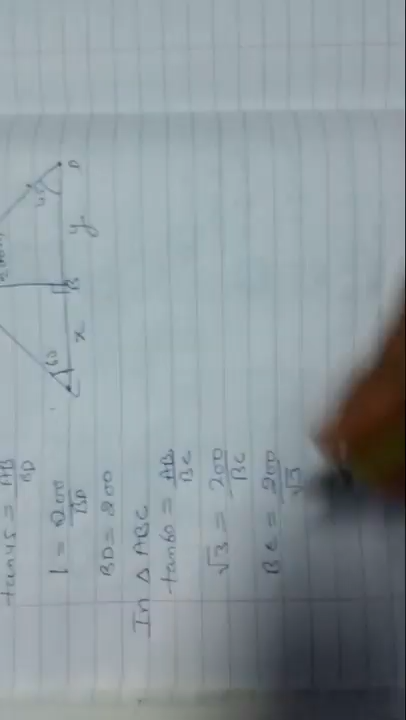 D
45
y
B
x
60
C
tan45 = AB/BD
1 = 200/BD
BD = 200
In Δ ABC
tan60 = AB/BC
√3 = 200/BC
BC = 200/√3